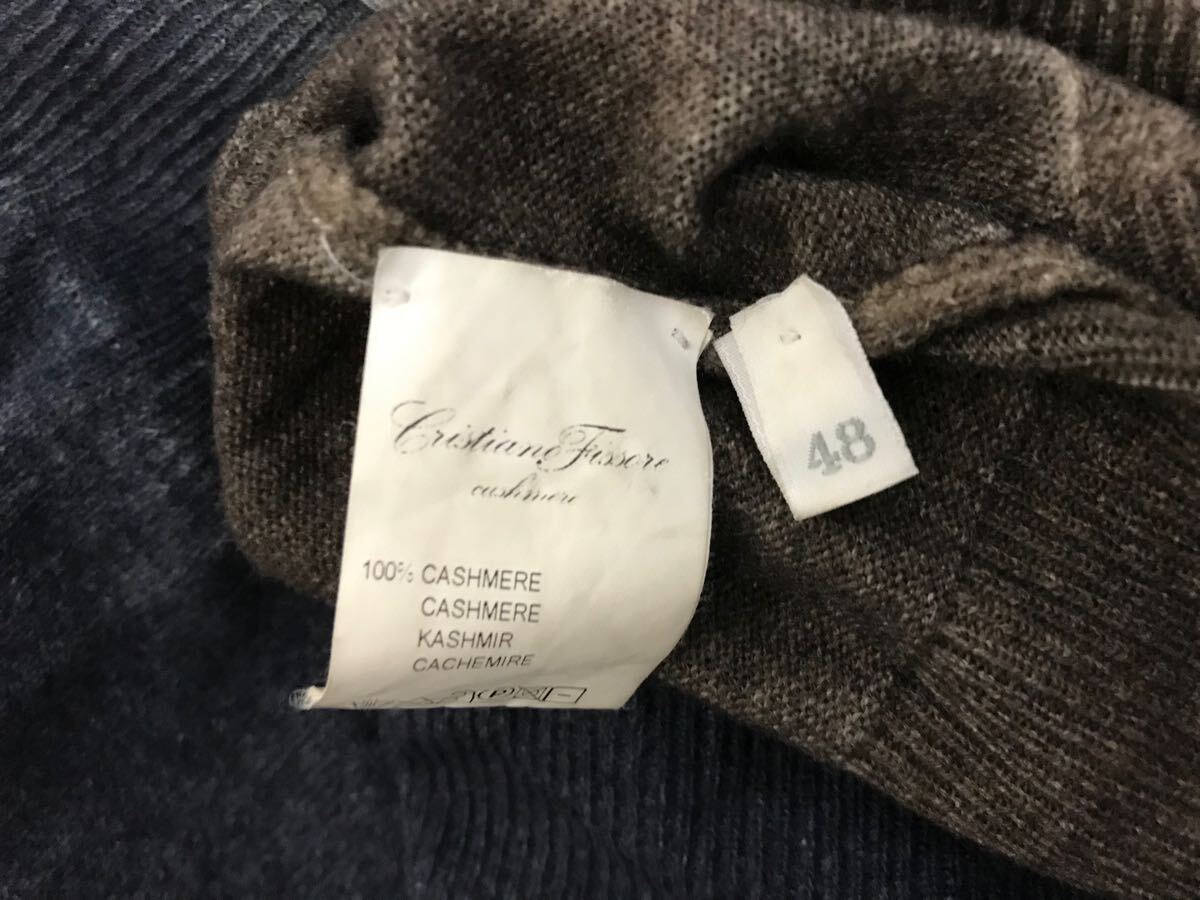 Cristiano Fissore
cashmere
100% CASHMERE
CASHMERE
KASHMIR
CACHEMIRE
48